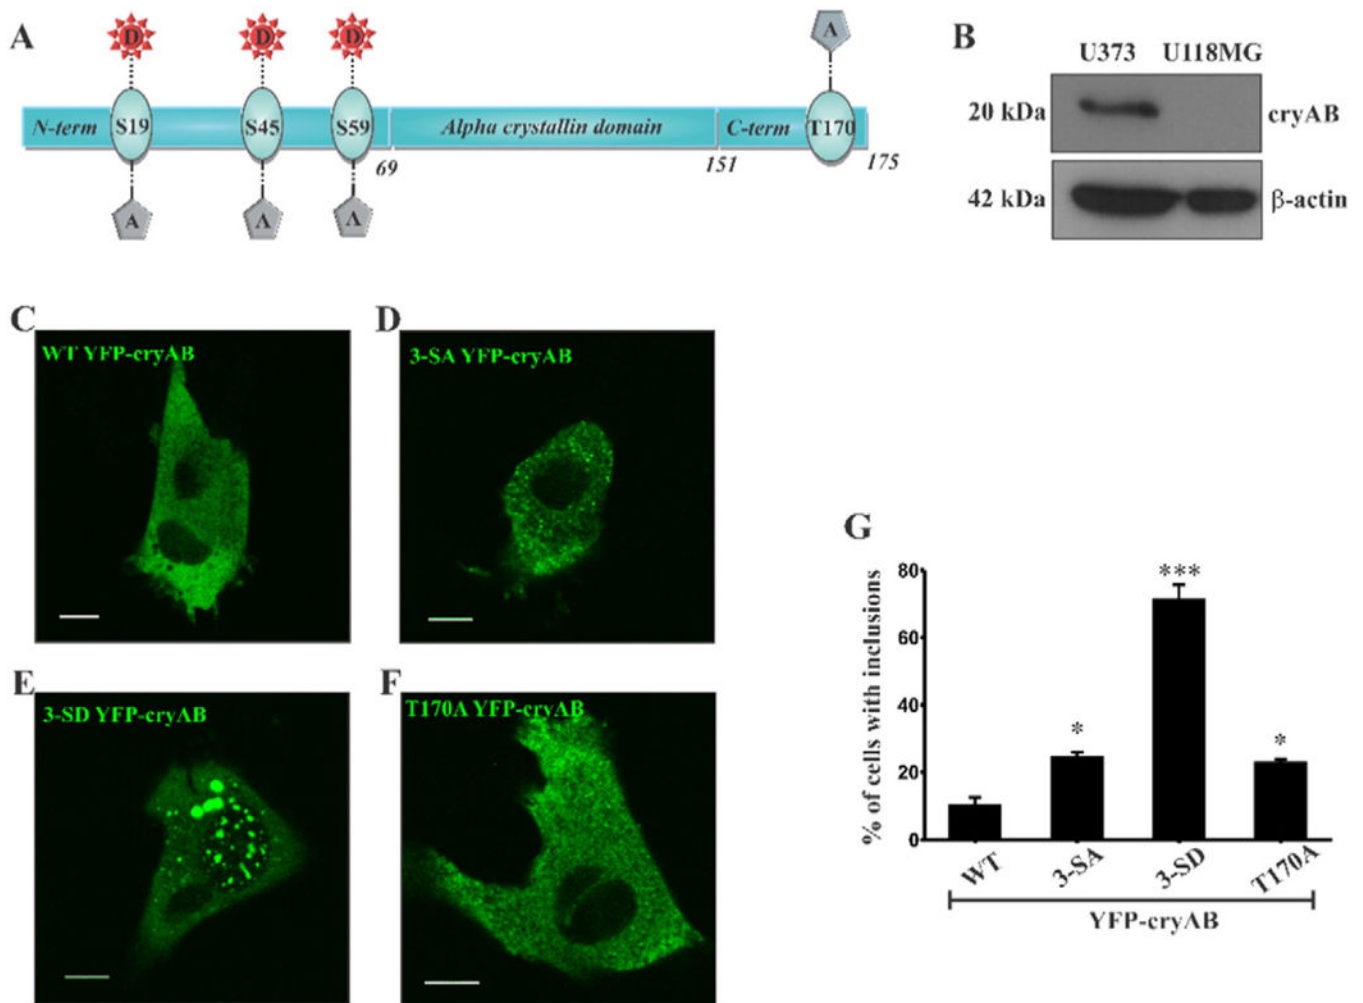 A
D D D A
N-term S19 S45 S59 Alpha crystallin domain C-term T170
69 151 175
A Λ Λ
B
U373 U118MG
20 kDa cryAB
42 kDa β-actin
C
WT YFP-cryAB
D
3-SA YFP-cryAB
E
3-SD YFP-cryAB
F
T170A YFP-cryAB
G
% of cells with inclusions
80
60
40
20
0
*
***
*
WT 3-SA 3-SD T170A
YFP-cryAB